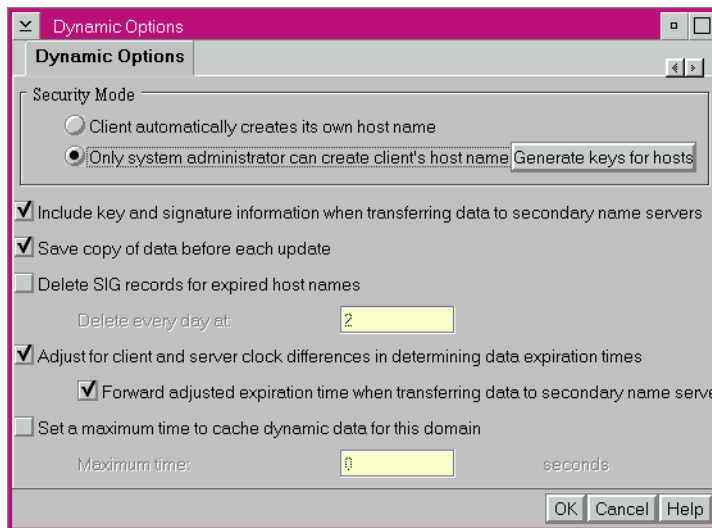 Dynamic Options
Dynamic Options
Security Mode
Client automatically creates its own host name
Only system administrator can create client's host name Generate keys for hosts
Include key and signature information when transferring data to secondary name servers
Save copy of data before each update
Delete SIG records for expired host names
Delete every day at: 2
Adjust for client and server clock differences in determining data expiration times
Forward adjusted expiration time when transferring data to secondary name serve
Set a maximum time to cache dynamic data for this domain
Maximum time: 0 seconds
OK Cancel Help